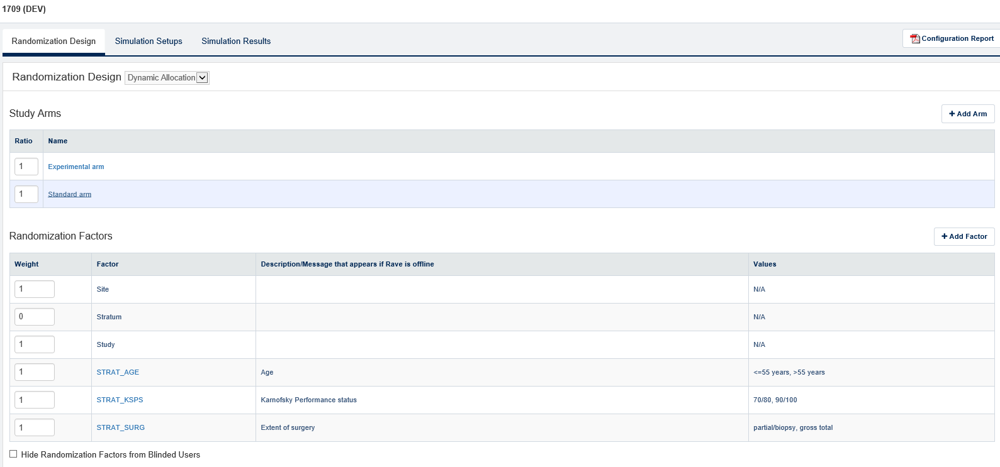 1709 (DEV)
Randomization Design Simulation Setups Simulation Results Configuration Report
Randomization Design Dynamic Allocation
Study Arms + Add Arm
Ratio Name
1 Experimental arm
1 Standard arm
Randomization Factors + Add Factor
Weight Factor Description/Message that appears if Rave is offline Values
1 Site N/A
0 Stratum N/A
1 Study N/A
1 STRAT_AGE Age <=55 years, >55 years
1 STRAT_KSPS Karnofsky Performance status 70/80, 90/100
1 STRAT_SURG Extent of surgery partial/biopsy, gross total
Hide Randomization Factors from Blinded Users